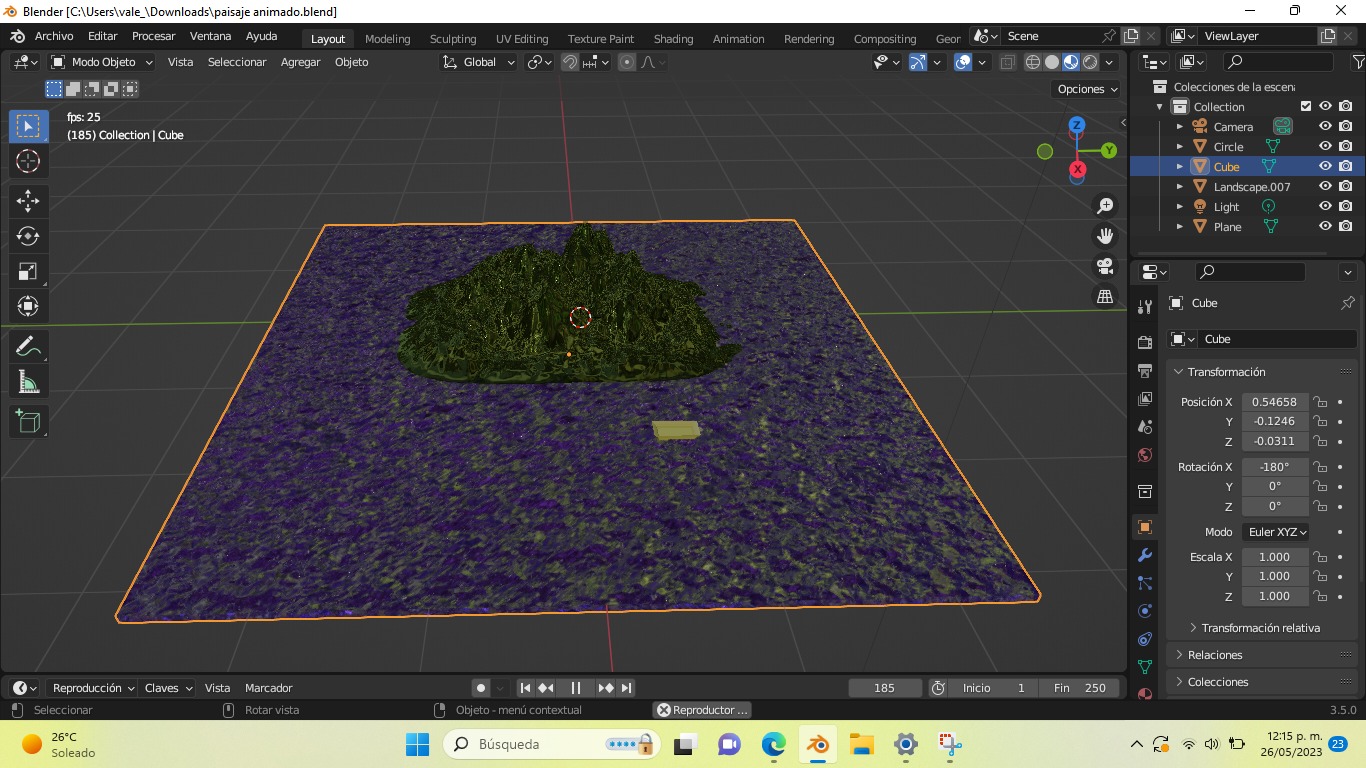 Blender [C:\Users\vale_\Downloads\paisaje animado.blend]
Archivo Editar Procesar Ventana Ayuda Layout Modeling Sculpting UV Editing Texture Paint Shading Animation Rendering Compositing Geor Scene ViewLayer
Modo Objeto Vista Seleccionar Agregar Objeto Global
Opciones
fps: 25
(185) Collection | Cube
Z
Y
X
Colecciones de la escena
Collection
Camera
Circle
Cube
Landscape.007
Light
Plane
Cube
Cube
Transformación
Posición X 0.54658
Y -0.1246
Z -0.0311
Rotación X -180°
Y 0°
Z 0°
Modo Euler XYZ
Escala X 1.000
Y 1.000
Z 1.000
Transformación relativa
Relaciones
Colecciones
Reproducción Claves Vista Marcador 185 Inicio 1 Fin 250
Seleccionar Rotar vista Objeto - menú contextual Reproductor ... 3.5.0
26°C
Soleado
Búsqueda
12:15 p. m.
26/05/2023
23